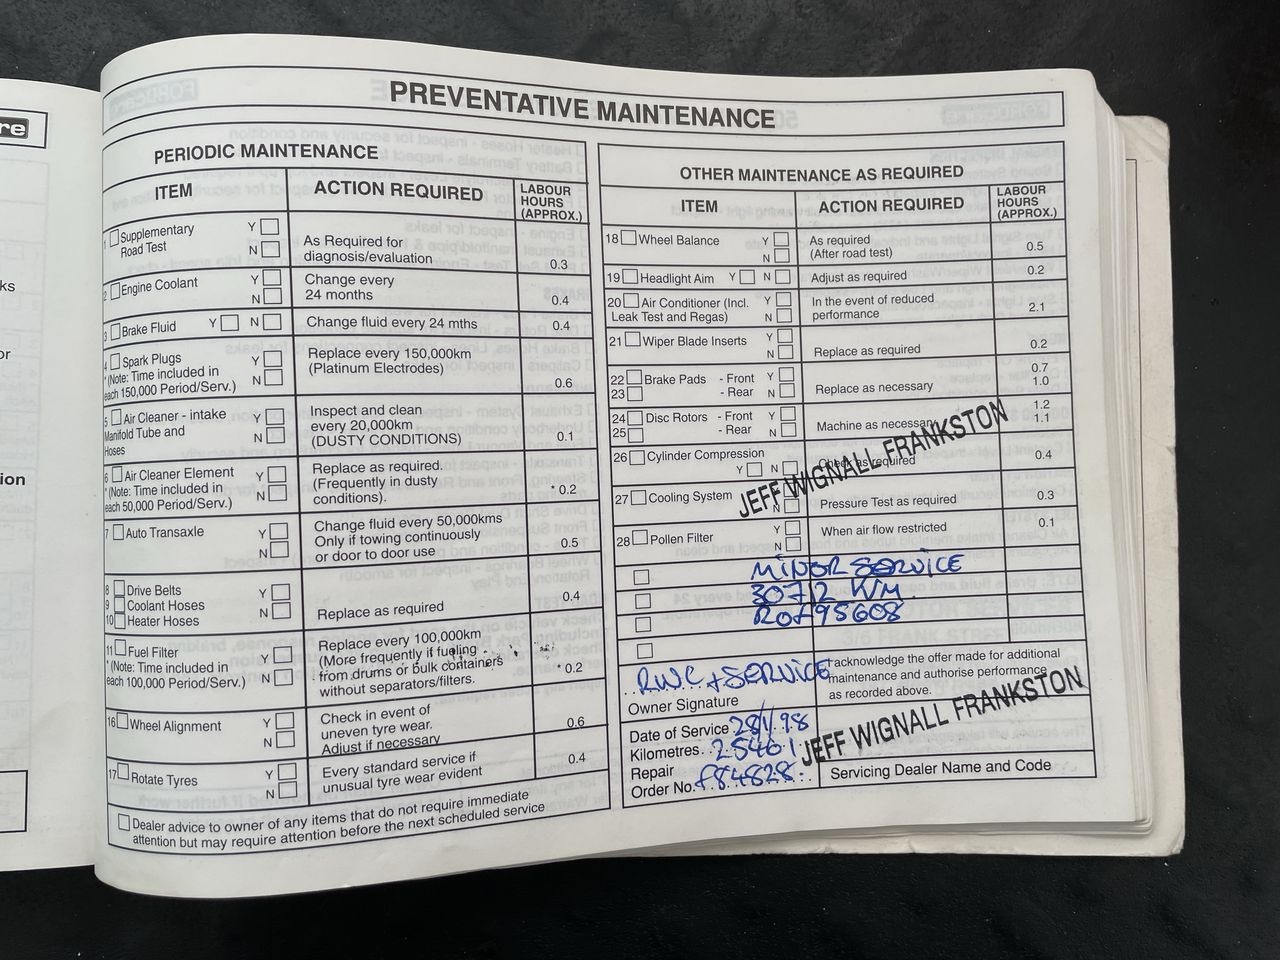 re
ks
or
ion
PREVENTATIVE MAINTENANCE
PERIODIC MAINTENANCE
ITEM
ACTION REQUIRED
LABOUR HOURS (APPROX.)
1 Supplementary Road Test Y N
As Required for diagnosis/evaluation
0.3
2 Engine Coolant Y N
Change every 24 months
0.4
3 Brake Fluid Y N
Change fluid every 24 mths
0.4
4 Spark Plugs Y
* (Note: Time included in each 150,000 Period/Serv.) N
Replace every 150,000km (Platinum Electrodes)
0.6
5 Air Cleaner - intake Manifold Tube and Hoses Y N
Inspect and clean every 20,000km (DUSTY CONDITIONS)
0.1
6 Air Cleaner Element Y
* (Note: Time included in each 50,000 Period/Serv.) N
Replace as required. (Frequently in dusty conditions).
* 0.2
7 Auto Transaxle Y N
Change fluid every 50,000kms Only if towing continuously or door to door use
0.5
8 Drive Belts Y
9 Coolant Hoses
10 Heater Hoses N
Replace as required
0.4
11 Fuel Filter Y
* (Note: Time included in each 100,000 Period/Serv.) N
Replace every 100,000km (More frequently if fueling from drums or bulk containers without separators/filters.
* 0.2
16 Wheel Alignment Y N
Check in event of uneven tyre wear. Adjust if necessary
0.6
17 Rotate Tyres Y N
Every standard service if unusual tyre wear evident
0.4
Dealer advice to owner of any items that do not require immediate
attention but may require attention before the next scheduled service
OTHER MAINTENANCE AS REQUIRED
ITEM
ACTION REQUIRED
LABOUR HOURS (APPROX.)
18 Wheel Balance Y N
As required (After road test)
0.5
19 Headlight Aim Y N
Adjust as required
0.2
20 Air Conditioner (Incl. Leak Test and Regas) Y N
In the event of reduced performance
2.1
21 Wiper Blade Inserts Y N
Replace as required
0.2
22 Brake Pads - Front Y
23 - Rear N
Replace as necessary
0.7
1.0
24 Disc Rotors - Front Y
25 - Rear N
Machine as necessary
1.2
1.1
26 Cylinder Compression Y N
Check as required
0.4
JEFF WIGNALL FRANKSTON
27 Cooling System N
Pressure Test as required
0.3
28 Pollen Filter Y N
When air flow restricted
0.1
MINOR SERVICE
RWC + SERVICE
Owner Signature
I acknowledge the offer made for additional
maintenance and authorise performance
as recorded above.
Date of Service 28/1/98
Kilometres 25461
Repair
Order No. F84828
JEFF WIGNALL FRANKSTON
Servicing Dealer Name and Code